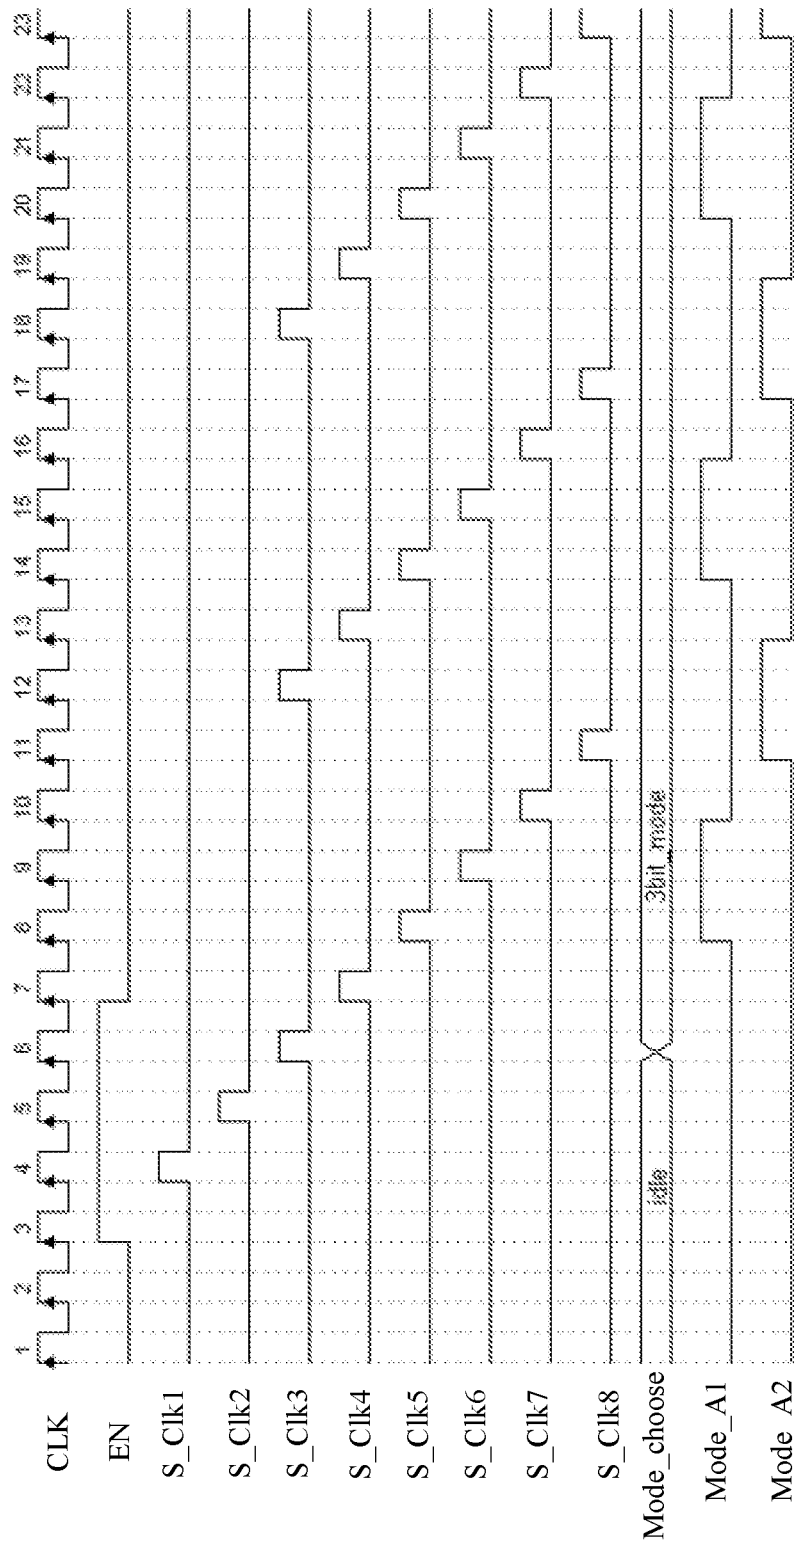 1 2 3 4 5 6 7 8 9 10 11 12 13 14 15 16 17 18 19 20 21 22 23
CLK
EN
S_Clk1
S_Clk2
S_Clk3
S_Clk4
S_Clk5
S_Clk6
S_Clk7
S_Clk8
Mode_choose idle 3bit_mode
Mode_A1
Mode_A2